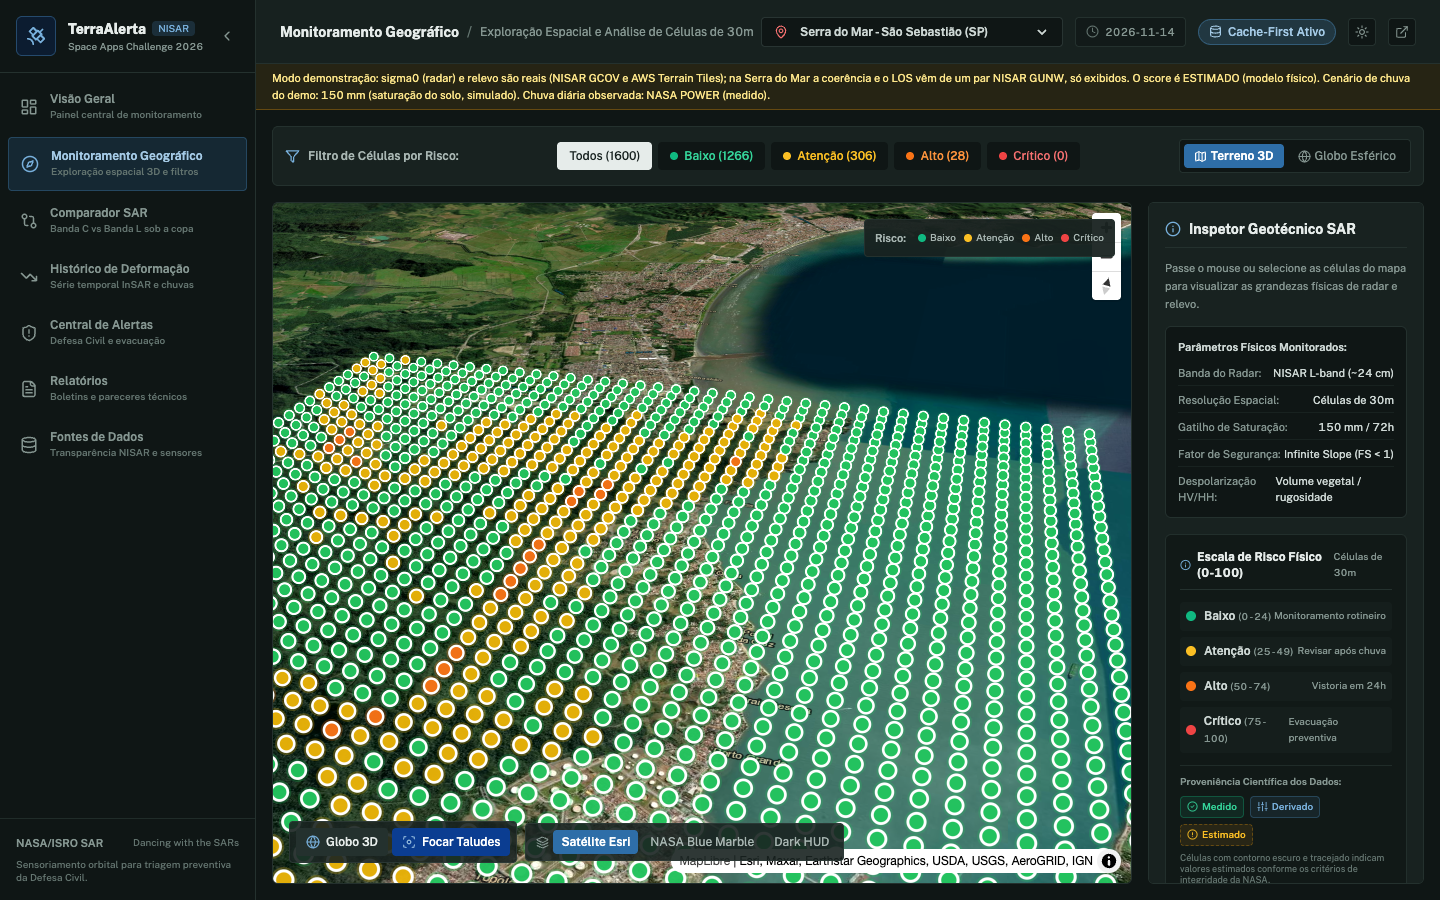 TerraAlerta NISAR
Space Apps Challenge 2026
Visão Geral
Painel central de monitoramento
Monitoramento Geográfico
Exploração espacial 3D e filtros
Comparador SAR
Banda C vs Banda L sob a copa
Histórico de Deformação
Série temporal InSAR e chuvas
Central de Alertas
Defesa Civil e evacuação
Relatórios
Boletins e pareceres técnicos
Fontes de Dados
Transparência NISAR e sensores
NASA/ISRO SAR Dancing with the SARs
Sensoriamento orbital para triagem preventiva
da Defesa Civil.
Monitoramento Geográfico / Exploração Espacial e Análise de Células de 30m
Serra do Mar - São Sebastião (SP)
2026-11-14
Cache-First Ativo
Modo demonstração: sigma0 (radar) e relevo são reais (NISAR GCOV e AWS Terrain Tiles); na Serra do Mar a coerência e o LOS vêm de um par NISAR GUNW, só exibidos. O score é ESTIMADO (modelo físico). Cenário de chuva
do demo: 150 mm (saturação do solo, simulado). Chuva diária observada: NASA POWER (medido).
Filtro de Células por Risco:
Todos (1600)
Baixo (1266)
Atenção (306)
Alto (28)
Crítico (0)
Terreno 3D
Globo Esférico
Risco: Baixo Atenção Alto Crítico
Globo 3D
Focar Taludes
Satélite Esri
NASA Blue Marble
Dark HUD
MapLibre | Esri, Maxar, Earthstar Geographics, USDA, USGS, AeroGRID, IGN
Inspetor Geotécnico SAR
Passe o mouse ou selecione as células do mapa
para visualizar as grandezas físicas de radar e
relevo.
Parâmetros Físicos Monitorados:
Banda do Radar: NISAR L-band (~24 cm)
Resolução Espacial: Células de 30m
Gatilho de Saturação: 150 mm / 72h
Fator de Segurança: Infinite Slope (FS < 1)
Despolarização HV/HH: Volume vegetal / rugosidade
Escala de Risco Físico (0-100) Células de 30m
Baixo (0-24) Monitoramento rotineiro
Atenção (25-49) Revisar após chuva
Alto (50-74) Vistoria em 24h
Crítico (75-100) Evacuação preventiva
Proveniência Científica dos Dados:
Medido
Derivado
Estimado
Células com contorno escuro e tracejado indicam
valores estimados conforme os critérios de
integridade da NASA.